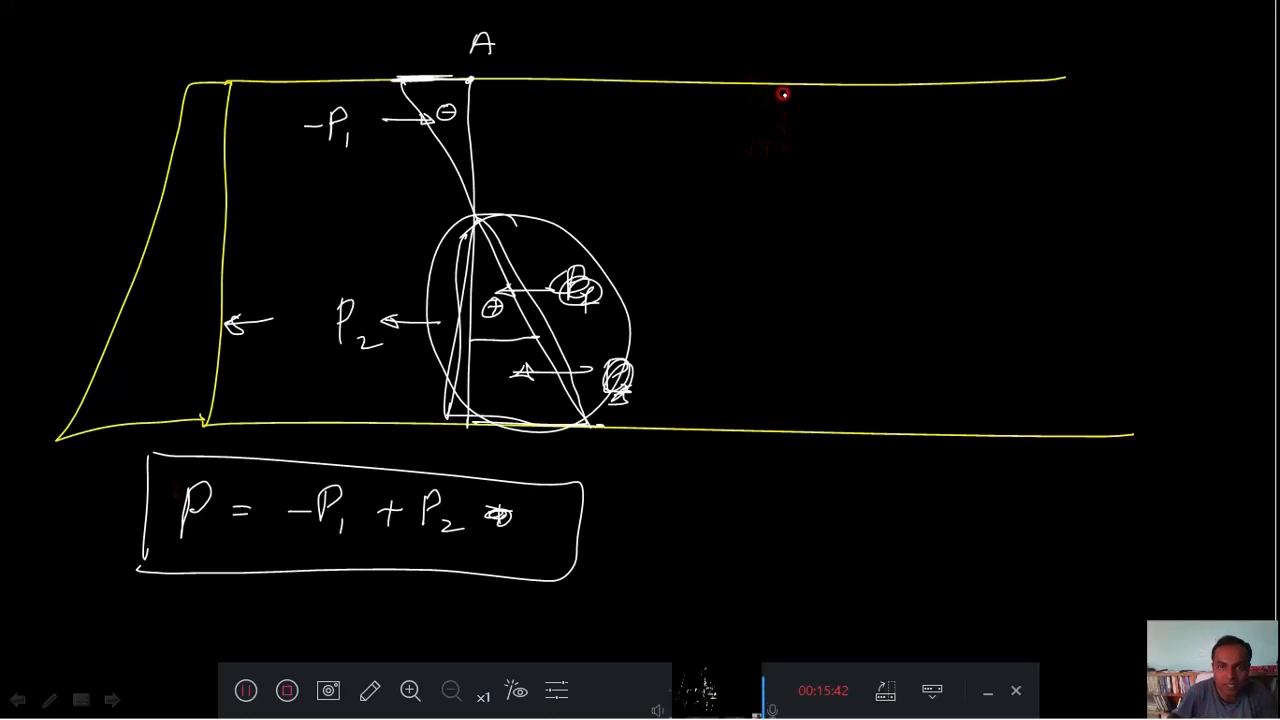 A
-P₁
⊖
⊕
P₂
P = -P₁ + P₂
x1
00:15:42